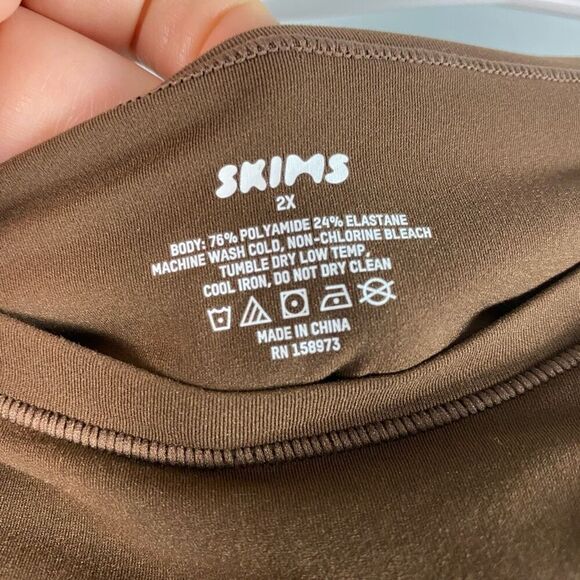 SKIMS
2X
BODY: 76% POLYAMIDE 24% ELASTANE
MACHINE WASH COLD, NON-CHLORINE BLEACH
TUMBLE DRY LOW TEMP,
COOL IRON, DO NOT DRY CLEAN
MADE IN CHINA
RN 158973